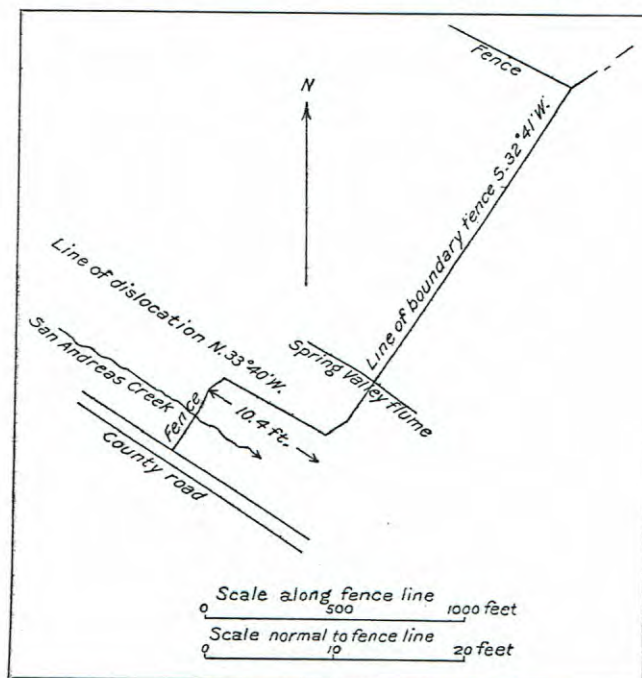 Fence
N
Line of boundary fence S.32°41'W.
Line of dislocation N.33°40'W.
San Andreas Creek
Spring Valley flume
Fence
10.4 ft.
County road
Scale along fence line
0 500 1000 feet
Scale normal to fence line
0 10 20 feet